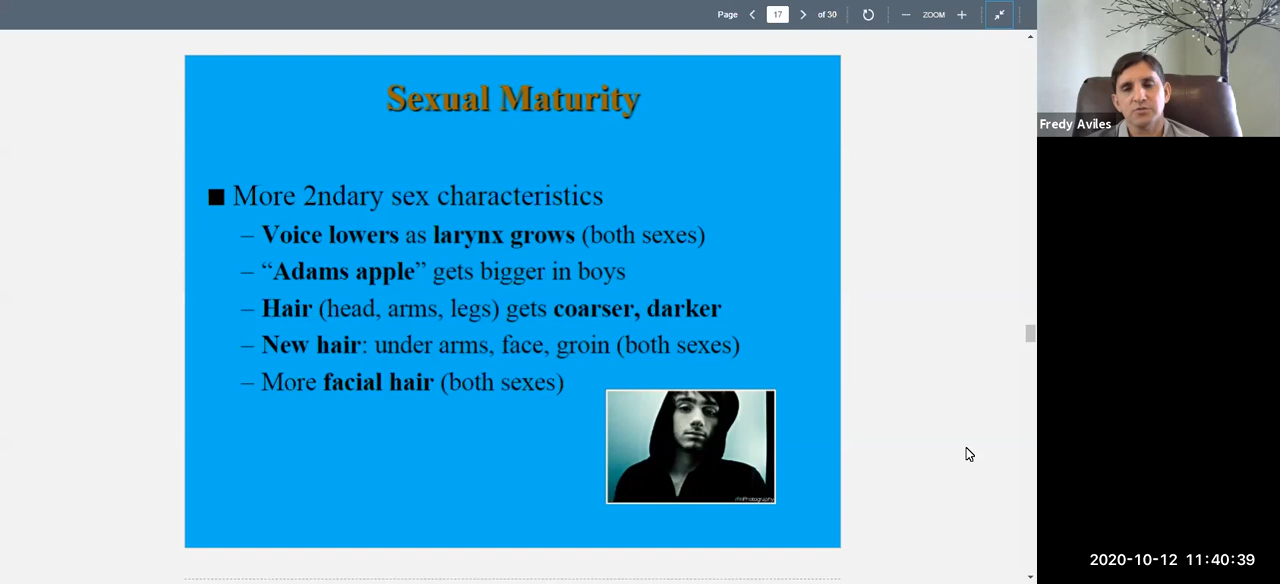 Page 17 of 30 ZOOM
Sexual Maturity
More 2ndary sex characteristics
– Voice lowers as larynx grows (both sexes)
– “Adams apple” gets bigger in boys
– Hair (head, arms, legs) gets coarser, darker
– New hair: under arms, face, groin (both sexes)
– More facial hair (both sexes)
Fredy Aviles
2020-10-12 11:40:39